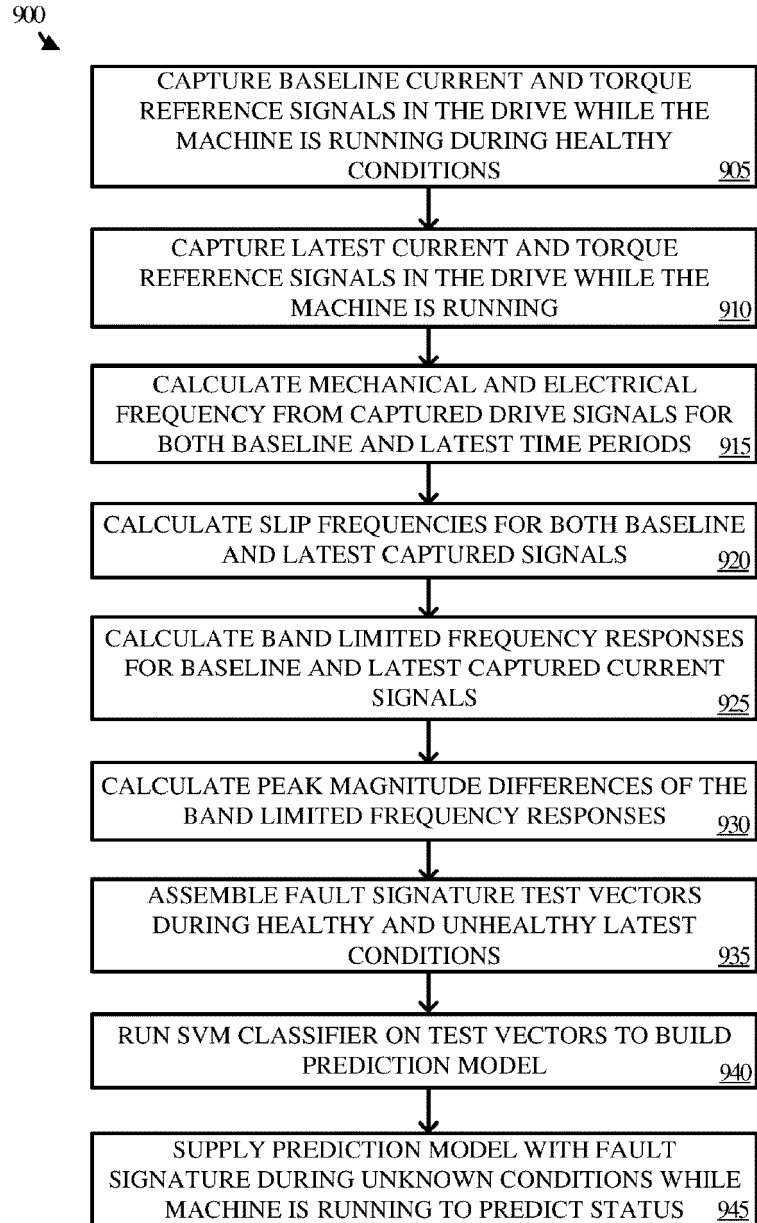 900
CAPTURE BASELINE CURRENT AND TORQUE
REFERENCE SIGNALS IN THE DRIVE WHILE THE
MACHINE IS RUNNING DURING HEALTHY
CONDITIONS 905
CAPTURE LATEST CURRENT AND TORQUE
REFERENCE SIGNALS IN THE DRIVE WHILE THE
MACHINE IS RUNNING 910
CALCULATE MECHANICAL AND ELECTRICAL
FREQUENCY FROM CAPTURED DRIVE SIGNALS FOR
BOTH BASELINE AND LATEST TIME PERIODS 915
CALCULATE SLIP FREQUENCIES FOR BOTH BASELINE
AND LATEST CAPTURED SIGNALS 920
CALCULATE BAND LIMITED FREQUENCY RESPONSES
FOR BASELINE AND LATEST CAPTURED CURRENT
SIGNALS 925
CALCULATE PEAK MAGNITUDE DIFFERENCES OF THE
BAND LIMITED FREQUENCY RESPONSES 930
ASSEMBLE FAULT SIGNATURE TEST VECTORS
DURING HEALTHY AND UNHEALTHY LATEST
CONDITIONS 935
RUN SVM CLASSIFIER ON TEST VECTORS TO BUILD
PREDICTION MODEL 940
SUPPLY PREDICTION MODEL WITH FAULT
SIGNATURE DURING UNKNOWN CONDITIONS WHILE
MACHINE IS RUNNING TO PREDICT STATUS 945